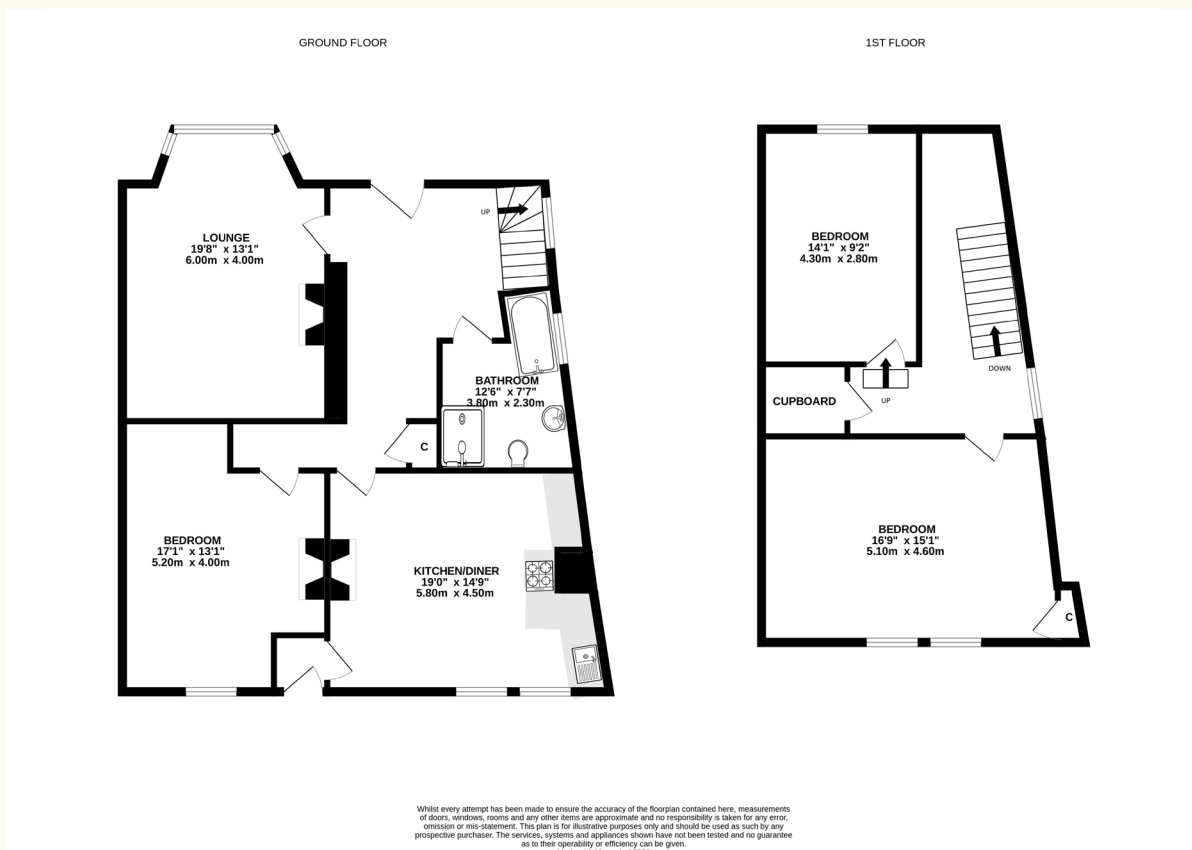 GROUND FLOOR
1ST FLOOR
LOUNGE
19'8" x 13'1"
6.00m x 4.00m
UP
BATHROOM
12'6" x 7'7"
3.80m x 2.30m
C
BEDROOM
17'1" x 13'1"
5.20m x 4.00m
KITCHEN/DINER
19'0" x 14'9"
5.80m x 4.50m
BEDROOM
14'1" x 9'2"
4.30m x 2.80m
DOWN
CUPBOARD
UP
BEDROOM
16'9" x 15'1"
5.10m x 4.60m
C
Whilst every attempt has been made to ensure the accuracy of the floorplan contained here, measurements
of doors, windows, rooms and any other items are approximate and no responsibility is taken for any error,
omission or mis-statement. This plan is for illustrative purposes only and should be used as such by any
prospective purchaser. The services, systems and appliances shown have not been tested and no guarantee
as to their operability or efficiency can be given.